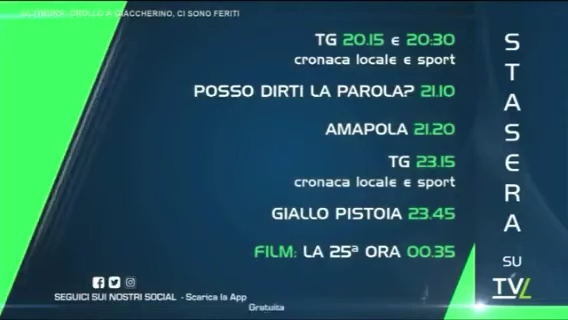 CROLLO A GIACCHERINO, CI SONO FERITI
TG 20.15 e 20:30
cronaca locale e sport
POSSO DIRTI LA PAROLA? 21.10
AMAPOLA 21.20
TG 23.15
cronaca locale e sport
GIALLO PISTOIA 23.45
FILM: LA 25ª ORA 00.35
STASERA
SU
TVL
SEGUICI SUI NOSTRI SOCIAL - Scarica la App
Gratuita